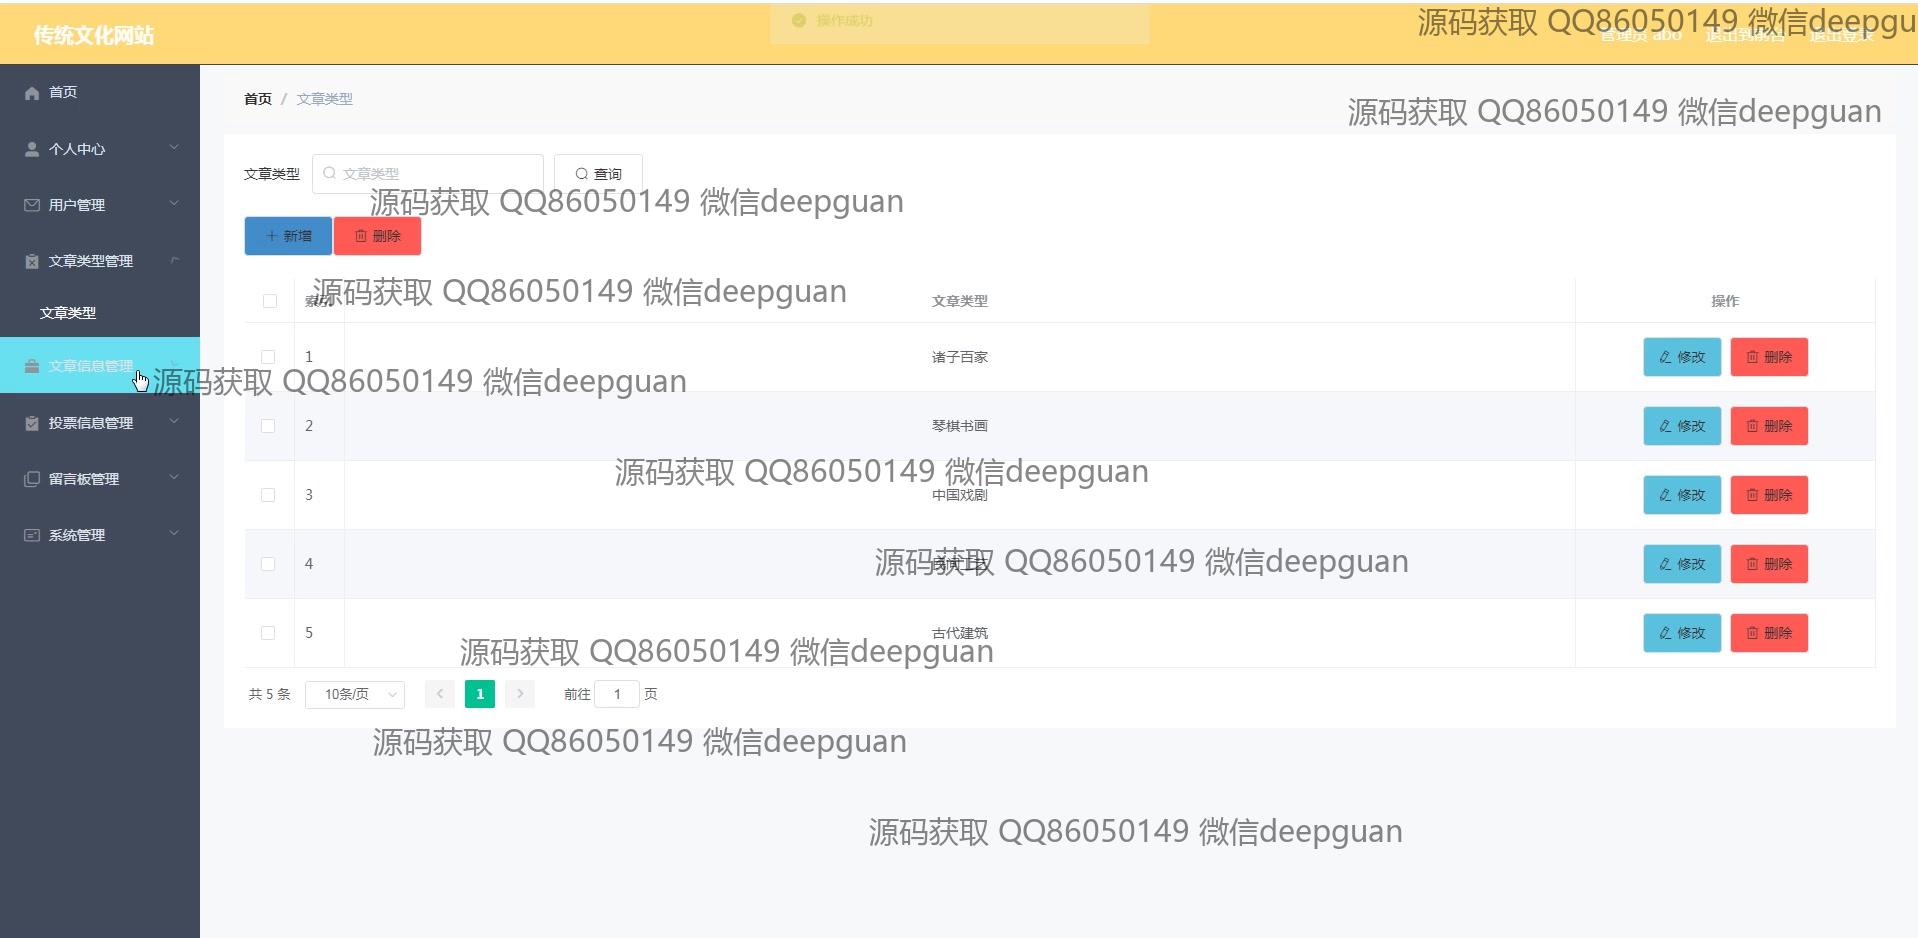 操作成功
源码获取 QQ86050149 微信deepgu
传统文化网站
管理员 abo 退出到前台 退出登录
首页
个人中心
用户管理
文章类型管理
文章类型
文章信息管理
投票信息管理
留言板管理
系统管理
首页 / 文章类型
源码获取 QQ86050149 微信deepguan
文章类型 文章类型 查询
源码获取 QQ86050149 微信deepguan
新增 删除
源码获取 QQ86050149 微信deepguan
索引 文章类型 操作
1 诸子百家 修改 删除
源码获取 QQ86050149 微信deepguan
2 琴棋书画 修改 删除
源码获取 QQ86050149 微信deepguan
3 中国戏剧 修改 删除
源码获取 QQ86050149 微信deepguan
4 民间工艺 修改 删除
5 古代建筑 修改 删除
源码获取 QQ86050149 微信deepguan
共 5 条 10条/页 1 前往 1 页
源码获取 QQ86050149 微信deepguan
源码获取 QQ86050149 微信deepguan